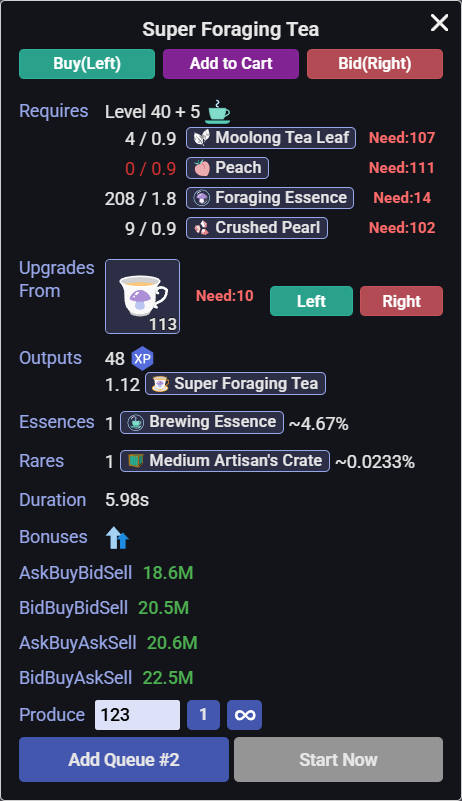 Super Foraging Tea
Buy(Left) Add to Cart Bid(Right)
Requires Level 40 + 5
4 / 0.9 Moolong Tea Leaf Need:107
0 / 0.9 Peach Need:111
208 / 1.8 Foraging Essence Need:14
9 / 0.9 Crushed Pearl Need:102
Upgrades
From
113
Need:10 Left Right
Outputs 48 XP
1.12 Super Foraging Tea
Essences 1 Brewing Essence ~4.67%
Rares 1 Medium Artisan's Crate ~0.0233%
Duration 5.98s
Bonuses
AskBuyBidSell 18.6M
BidBuyBidSell 20.5M
AskBuyAskSell 20.6M
BidBuyAskSell 22.5M
Produce 123 1 ∞
Add Queue #2 Start Now